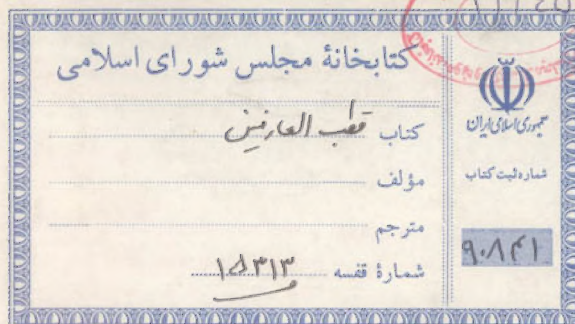 کتابخانهٔ مجلس شورای اسلامی
کتاب قطب العارفین
مؤلف
مترجم
شمارهٔ قفسه ۱۵۳۱۳
جمهوری اسلامی ایران
شماره ثبت کتاب
۹۰۸۴۱